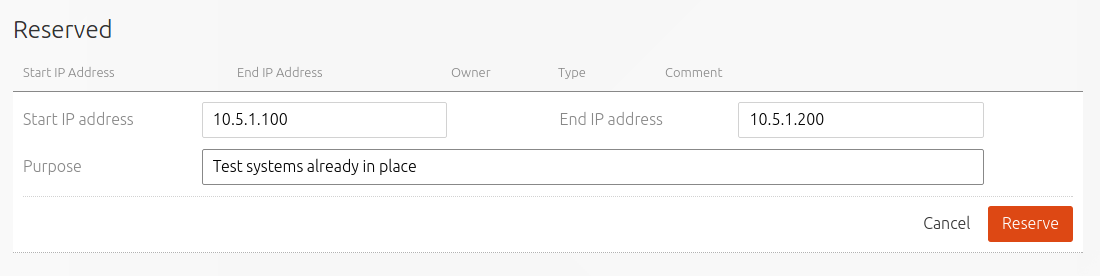 Reserved
Start IP Address End IP Address Owner Type Comment
Start IP address 10.5.1.100 End IP address 10.5.1.200
Purpose Test systems already in place
Cancel Reserve